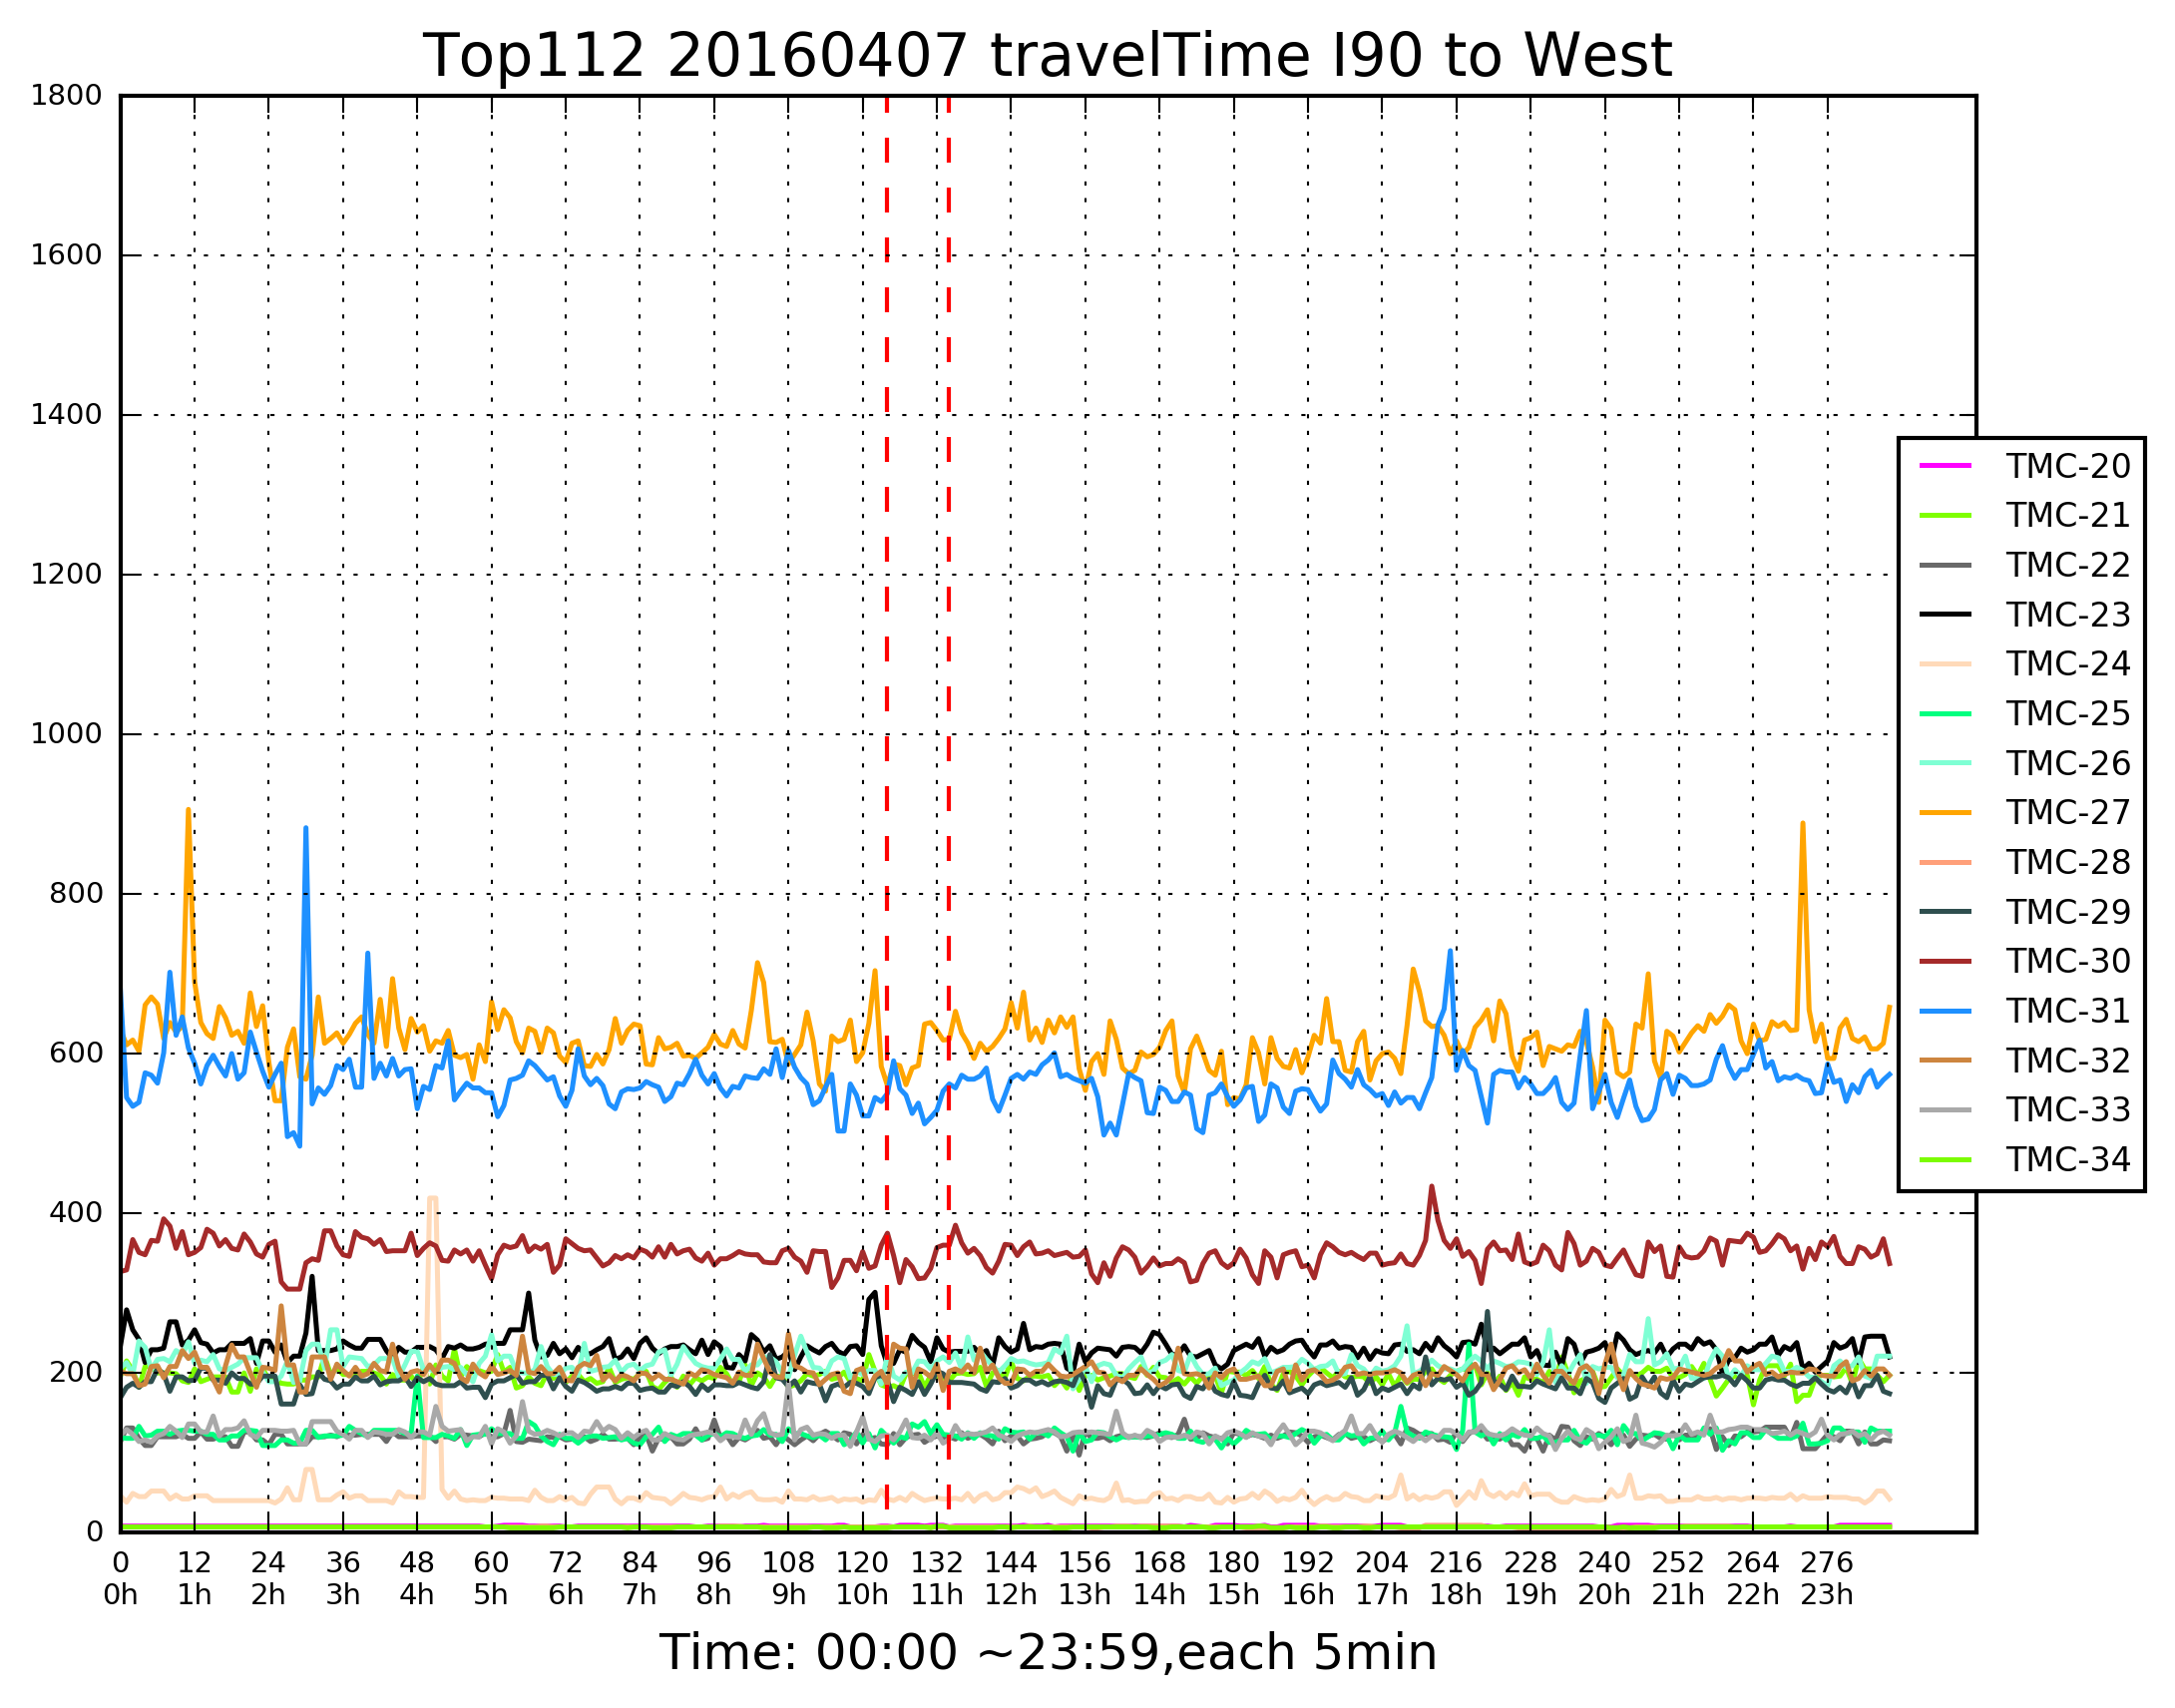 Top112 20160407 travelTime I90 to West
1800
1600
1400
1200
1000
800
600
400
200
0
TMC-20
TMC-21
TMC-22
TMC-23
TMC-24
TMC-25
TMC-26
TMC-27
TMC-28
TMC-29
TMC-30
TMC-31
TMC-32
TMC-33
TMC-34
0 12 24 36 48 60 72 84 96 108 120 132 144 156 168 180 192 204 216 228 240 252 264 276
0h 1h 2h 3h 4h 5h 6h 7h 8h 9h 10h 11h 12h 13h 14h 15h 16h 17h 18h 19h 20h 21h 22h 23h
Time: 00:00 ~23:59,each 5min